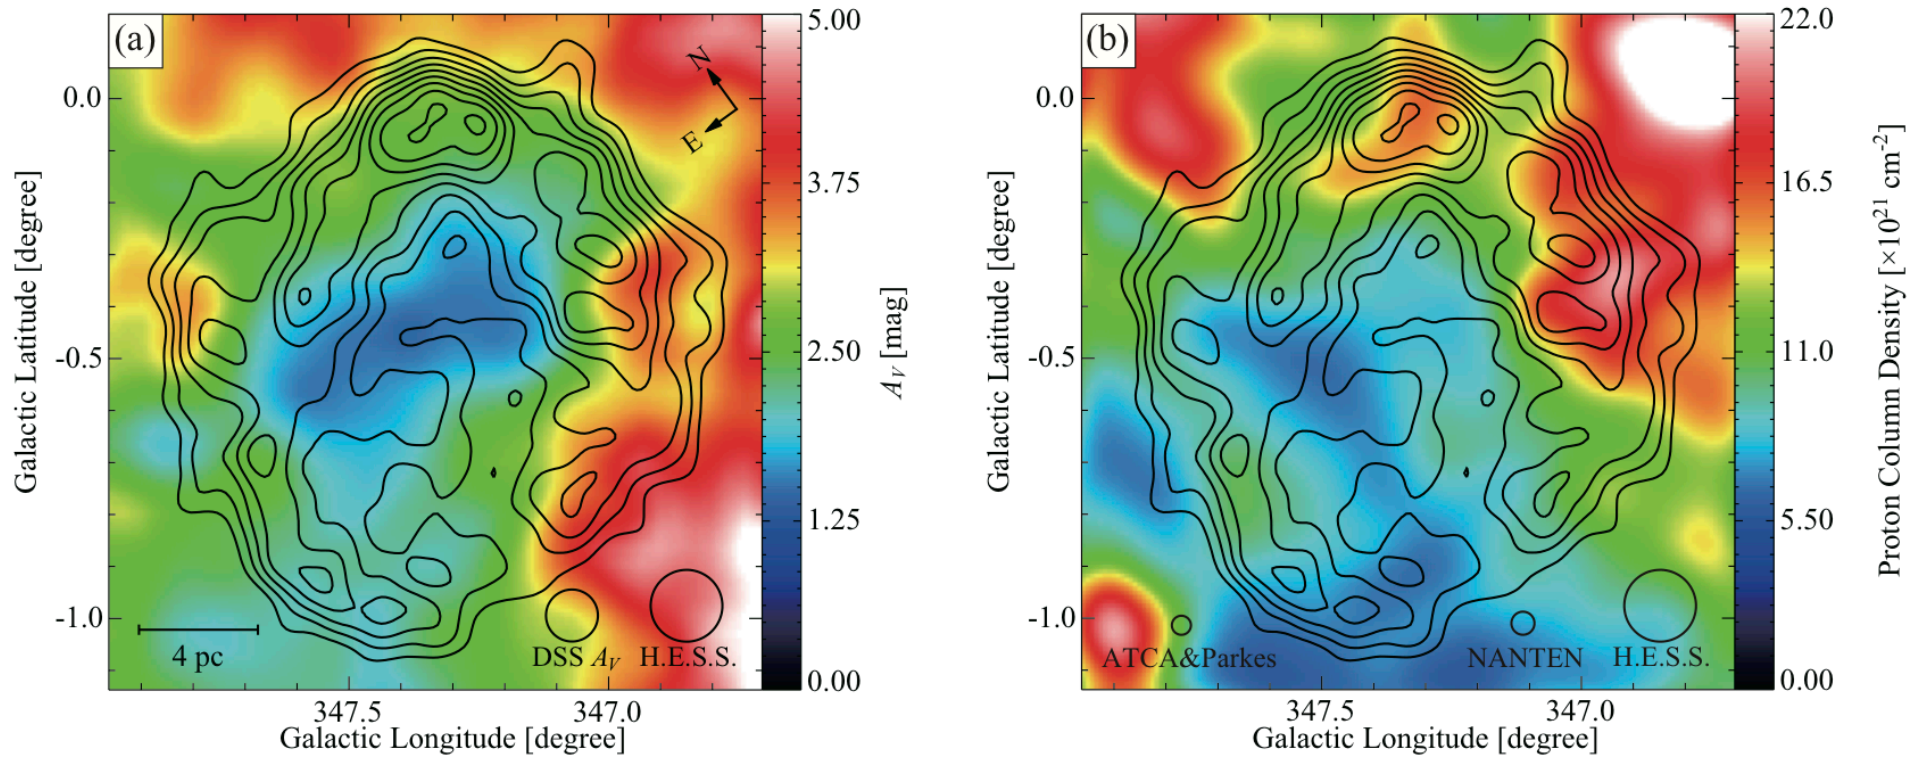 (a)
N
E
0.0
-0.5
-1.0
Galactic Latitude [degree]
347.5
347.0
Galactic Longitude [degree]
4 pc
DSS A_V
H.E.S.S.
5.00
3.75
2.50
1.25
0.00
A_V [mag]
(b)
0.0
-0.5
-1.0
Galactic Latitude [degree]
347.5
347.0
Galactic Longitude [degree]
ATCA&Parkes
NANTEN
H.E.S.S.
22.0
16.5
11.0
5.50
0.00
Proton Column Density [×10²¹ cm⁻²]